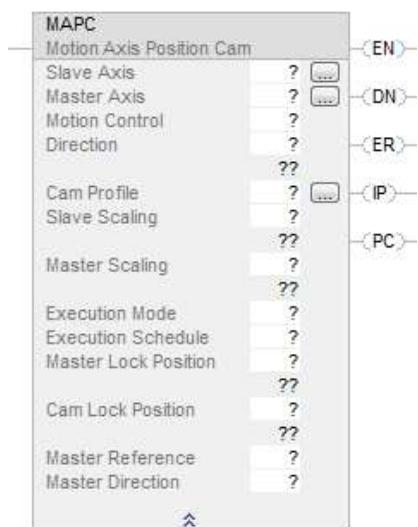 MAPC
Motion Axis Position Cam (EN)
Slave Axis ? ...
Master Axis ? ... (DN)
Motion Control ?
Direction ? (ER)
??
Cam Profile ? ... (IP)
Slave Scaling ?
?? (PC)
Master Scaling ?
??
Execution Mode ?
Execution Schedule ?
Master Lock Position ?
??
Cam Lock Position ?
??
Master Reference ?
Master Direction ?